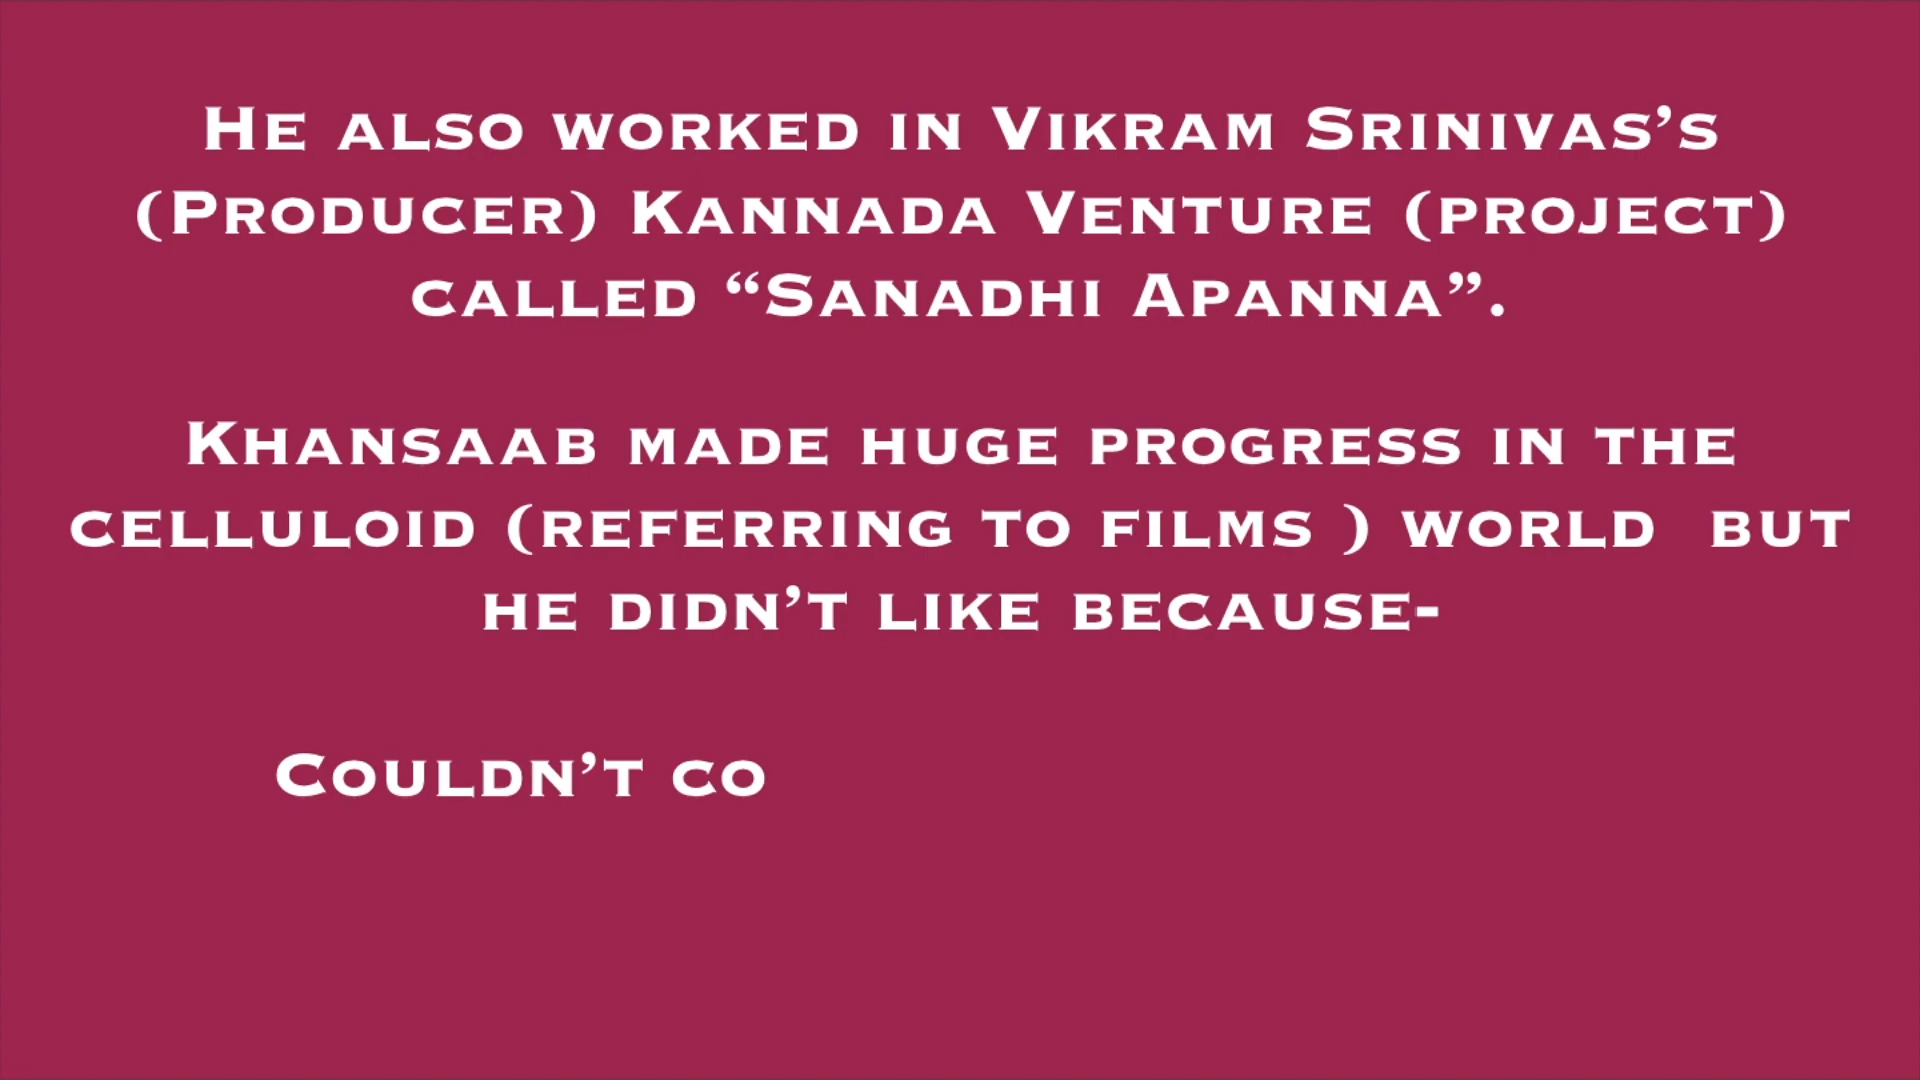 He also worked in Vikram Srinivas’s
(Producer) Kannada Venture (project)
called “Sanadhi Apanna”.
Khansaab made huge progress in the
celluloid (referring to films ) world  but
he didn’t like because-
Couldn’t co